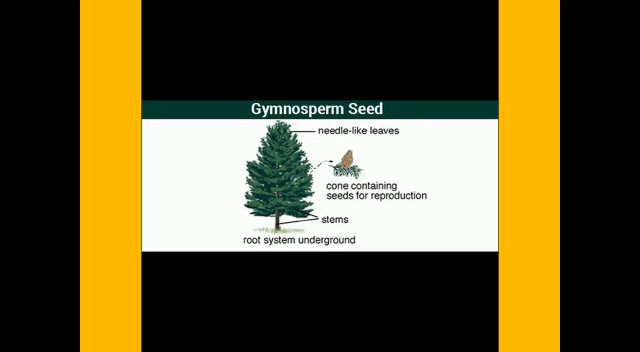 Gymnosperm Seed
needle-like leaves
cone containing
seeds for reproduction
stems
root system underground